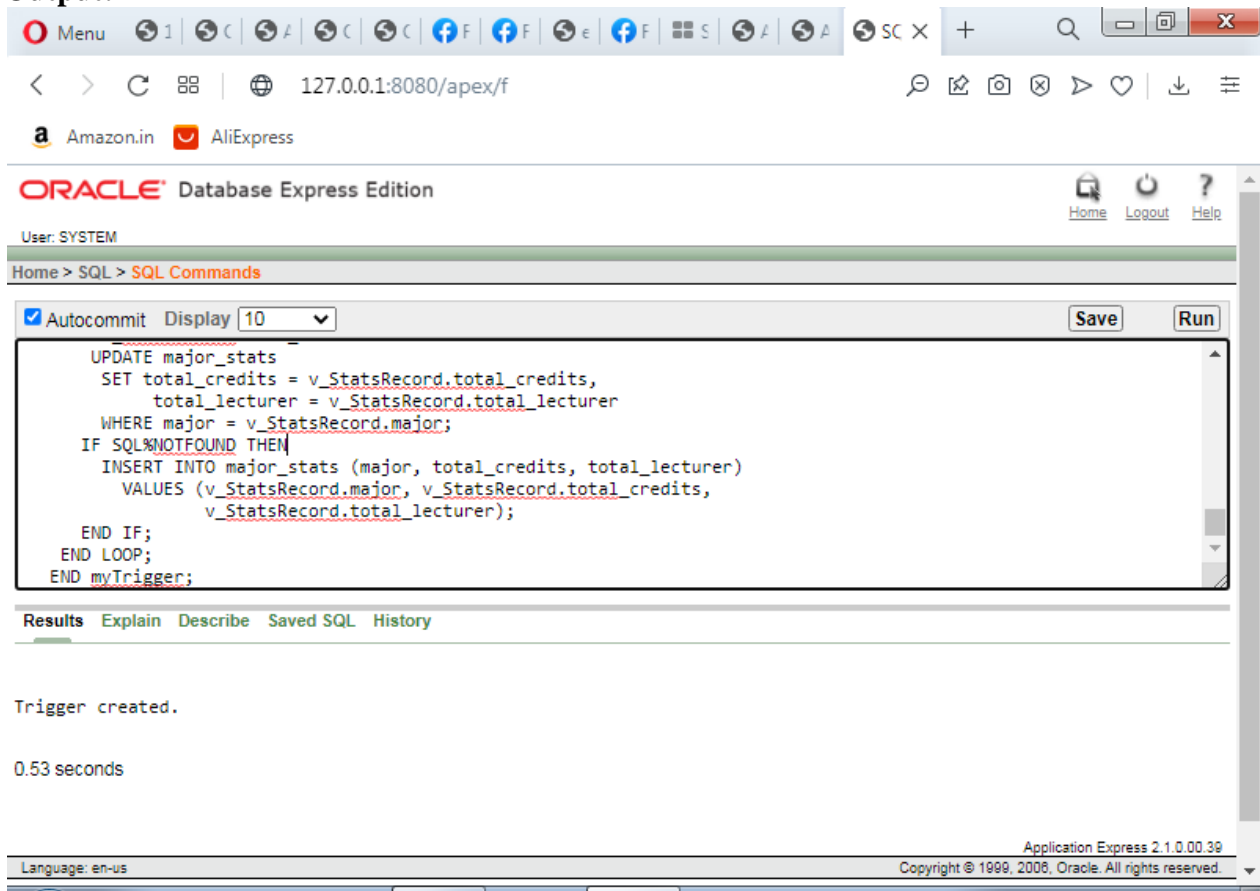 Menu 1 C A C C F F e F S A A SC
127.0.0.1:8080/apex/f
a Amazon.in AliExpress
ORACLE Database Express Edition
Home Logout Help
User: SYSTEM
Home > SQL > SQL Commands
Autocommit Display 10 Save Run
UPDATE major_stats
SET total_credits = v_StatsRecord.total_credits,
total_lecturer = v_StatsRecord.total_lecturer
WHERE major = v_StatsRecord.major;
IF SQL%NOTFOUND THEN
INSERT INTO major_stats (major, total_credits, total_lecturer)
VALUES (v_StatsRecord.major, v_StatsRecord.total_credits,
v_StatsRecord.total_lecturer);
END IF;
END LOOP;
END myTrigger;
Results Explain Describe Saved SQL History
Trigger created.
0.53 seconds
Application Express 2.1.0.00.39
Language: en-us Copyright © 1999, 2006, Oracle. All rights reserved.